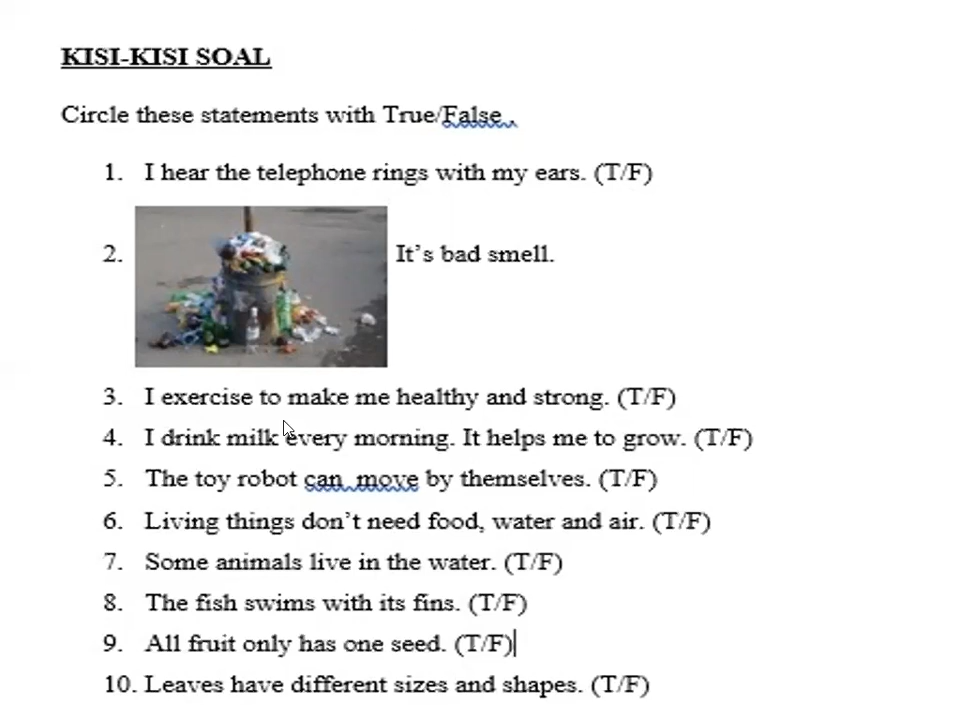 KISI-KISI SOAL
Circle these statements with True/False .
1. I hear the telephone rings with my ears. (T/F)
2. It's bad smell.
3. I exercise to make me healthy and strong. (T/F)
4. I drink milk every morning. It helps me to grow. (T/F)
5. The toy robot can move by themselves. (T/F)
6. Living things don't need food, water and air. (T/F)
7. Some animals live in the water. (T/F)
8. The fish swims with its fins. (T/F)
9. All fruit only has one seed. (T/F)
10. Leaves have different sizes and shapes. (T/F)